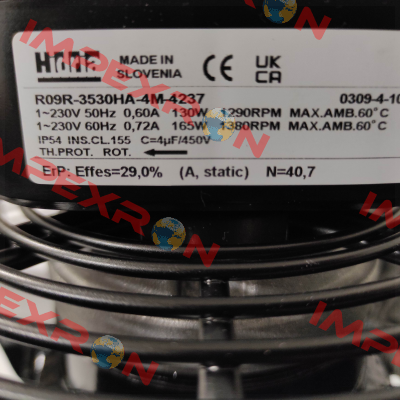 Hidria
MADE IN
SLOVENIA
CE
UK
CA
R09R-3530HA-4M-4237
0309-4-10
1~230V 50Hz 0,60A 130W 1290RPM MAX.AMB.60°C
1~230V 60Hz 0,72A 165W 1380RPM MAX.AMB.60°C
IP54 INS.CL.155 C=4µF/450V
TH.PROT. ROT.
ErP: Effes=29,0% (A, static) N=40,7
IMPEXRON
IMPEXRON